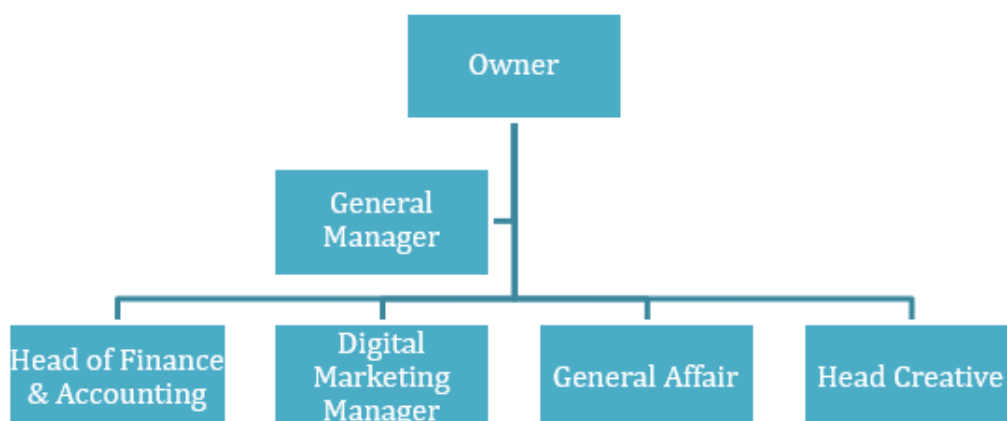 Owner
General
Manager
Head of Finance
& Accounting
Digital
Marketing
Manager
General Affair
Head Creative